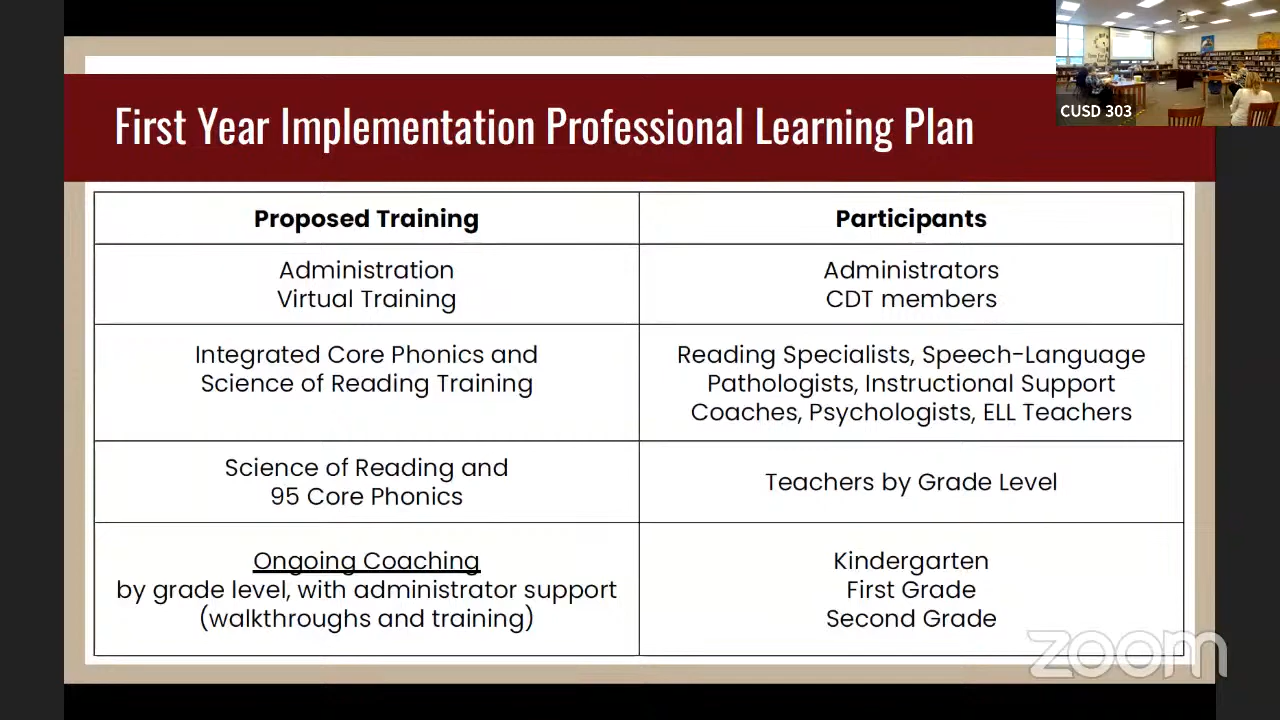 First Year Implementation Professional Learning Plan
CUSD 303
Proposed Training
Participants
Administration
Virtual Training
Administrators
CDT members
Integrated Core Phonics and
Science of Reading Training
Reading Specialists, Speech-Language
Pathologists, Instructional Support
Coaches, Psychologists, ELL Teachers
Science of Reading and
95 Core Phonics
Teachers by Grade Level
Ongoing Coaching
by grade level, with administrator support
(walkthroughs and training)
Kindergarten
First Grade
Second Grade
zoom